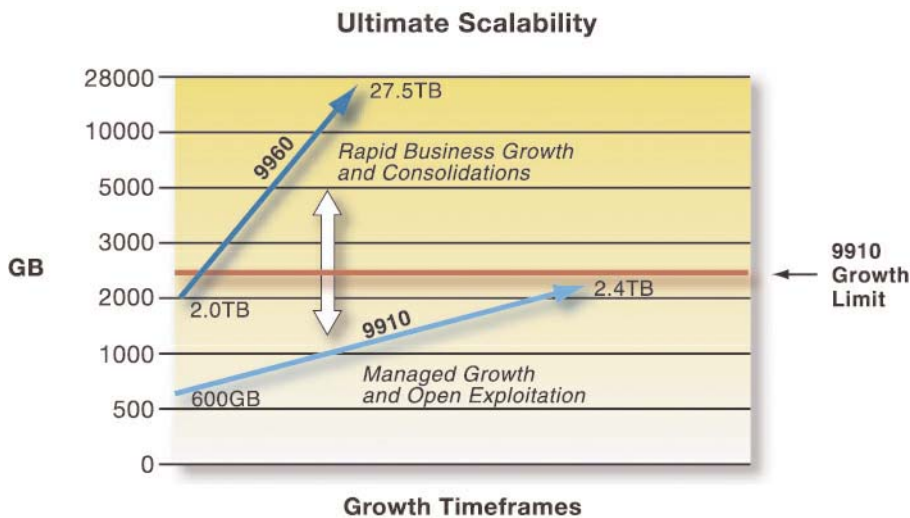 Ultimate Scalability
28000
10000
5000
3000
2000
1000
500
0
GB
27.5TB
9960
Rapid Business Growth
and Consolidations
2.0TB
2.4TB
9910
Managed Growth
and Open Exploitation
600GB
9910
Growth
Limit
Growth Timeframes